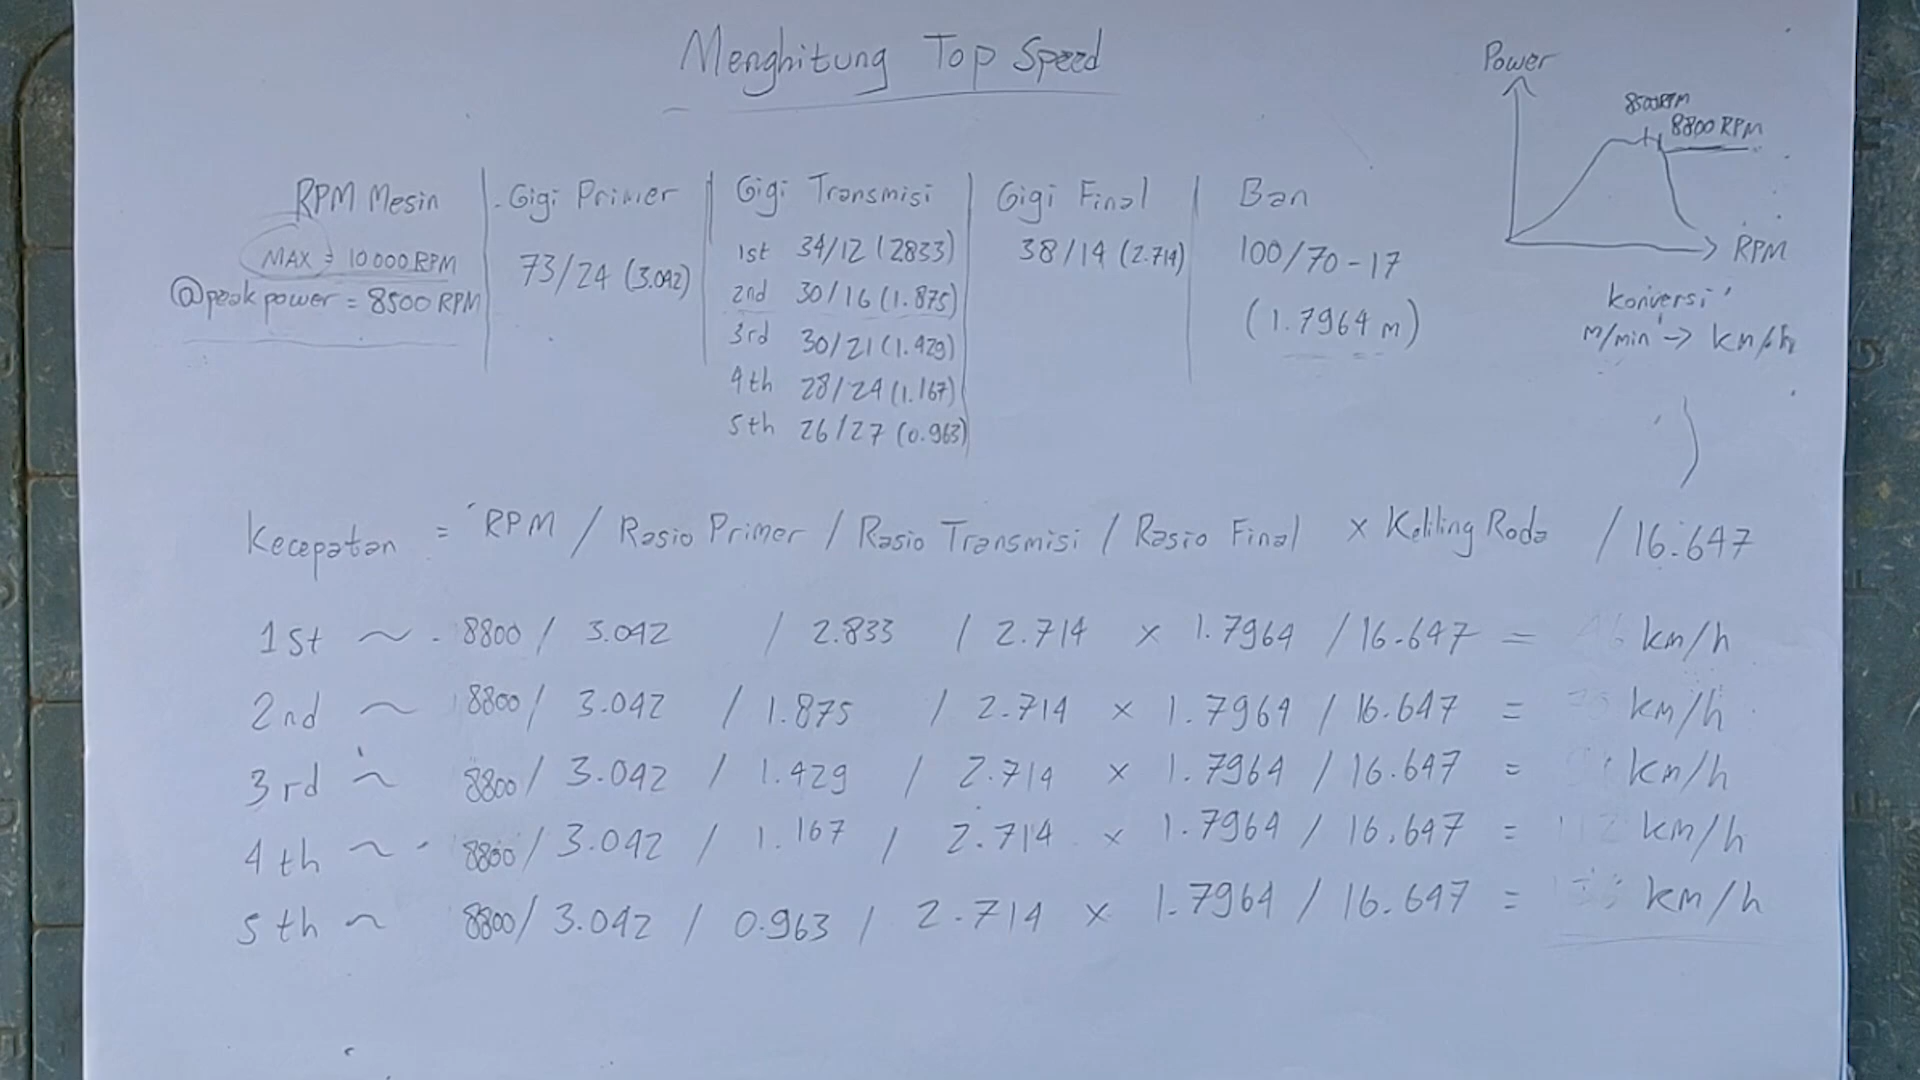 Menghitung Top Speed
Power
8500RPM
8800 RPM
RPM
RPM Mesin
MAX = 10000 RPM
@peak power = 8500 RPM
Gigi Primer
73/24 (3.042)
Gigi Transmisi
1st 34/12 (2833)
2nd 30/16 (1.875)
3rd 30/21 (1.429)
4th 28/24 (1.167)
5th 26/27 (0.963)
Gigi Final
38/14 (2.714)
Ban
100/70-17
(1.7964 m)
konversi
m/min -> km/h
Kecepatan = RPM / Rasio Primer / Rasio Transmisi / Rasio Final x Keliling Roda / 16.647
1st ~ 8800 / 3.042 / 2.833 / 2.714 x 1.7964 / 16.647 = km/h
2nd ~ 8800 / 3.042 / 1.875 / 2.714 x 1.7964 / 16.647 = km/h
3rd ~ 8800 / 3.042 / 1.429 / 2.714 x 1.7964 / 16.647 = km/h
4th ~ 8800 / 3.042 / 1.167 / 2.714 x 1.7964 / 16.647 = 112 km/h
5th ~ 8800 / 3.042 / 0.963 / 2.714 x 1.7964 / 16.647 = km/h